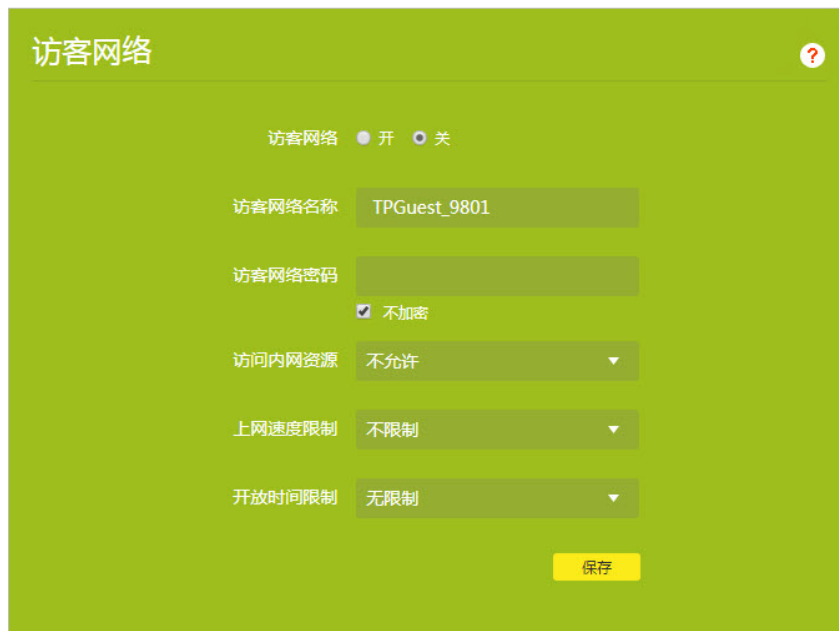 访客网络
?
访客网络 开 关
访客网络名称 TPGuest_9801
访客网络密码
不加密
访问内网资源 不允许
上网速度限制 不限制
开放时间限制 无限制
保存